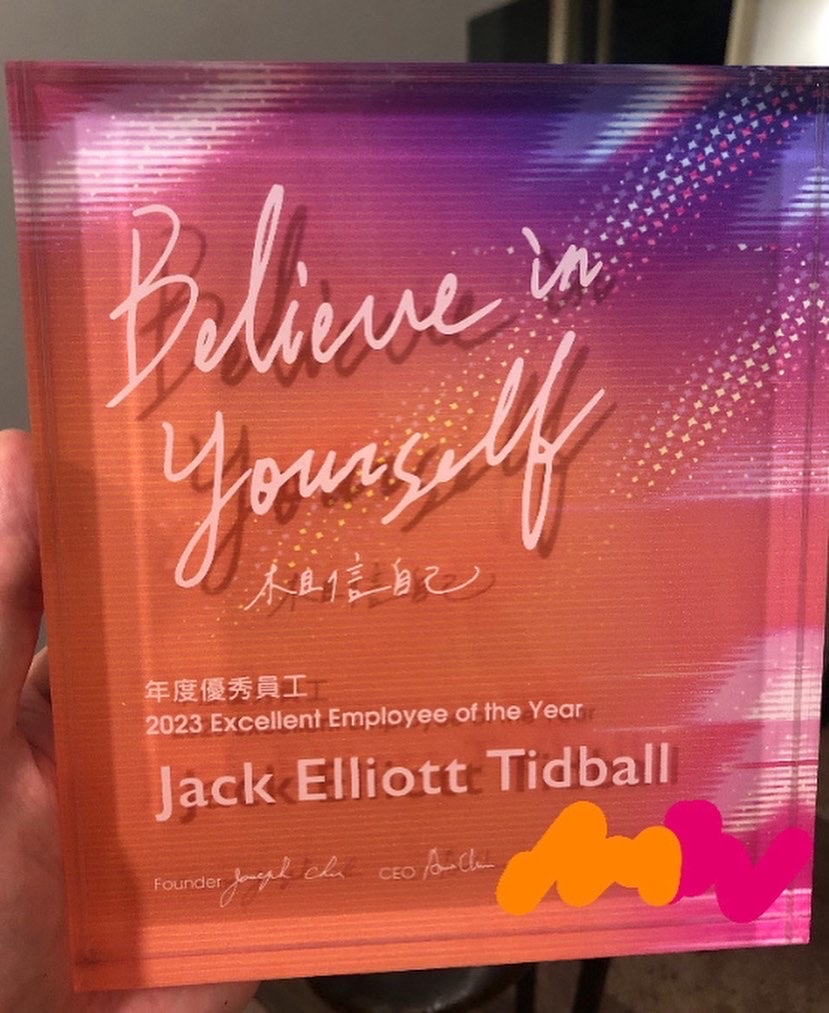 Believe in
Yourself
相信自己
年度優秀員工
2023 Excellent Employee of the Year
Jack Elliott Tidball
Founder Joseph CEO